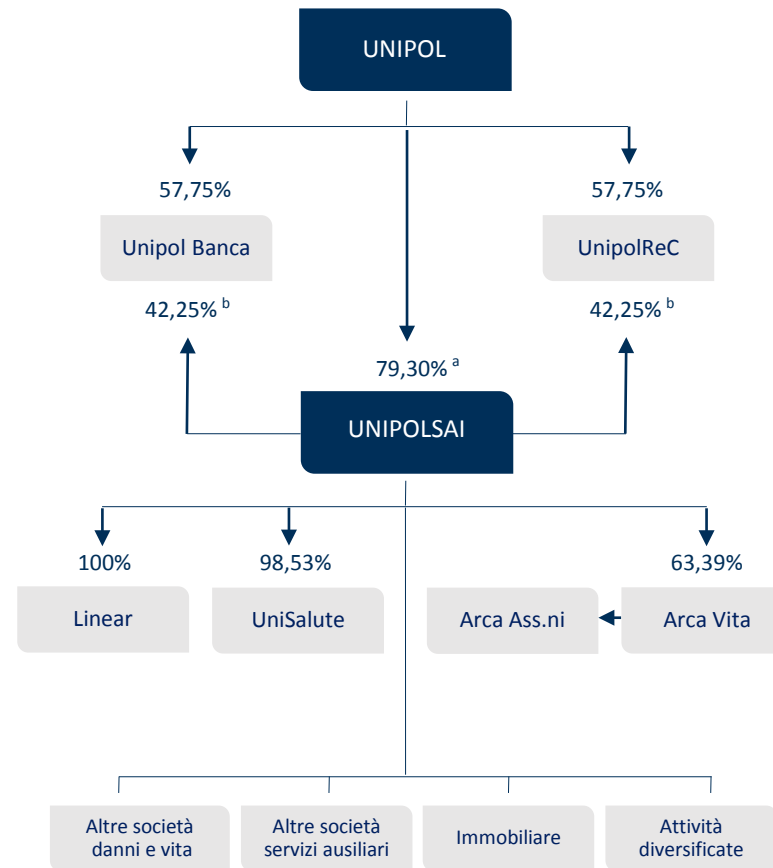 UNIPOL
57,75%
57,75%
Unipol Banca
UnipolReC
42,25% b
42,25% b
79,30% a
UNIPOLSAI
100%
98,53%
63,39%
Linear
UniSalute
Arca Ass.ni
Arca Vita
Altre società
danni e vita
Altre società
servizi ausiliari
Immobiliare
Attività
diversificate